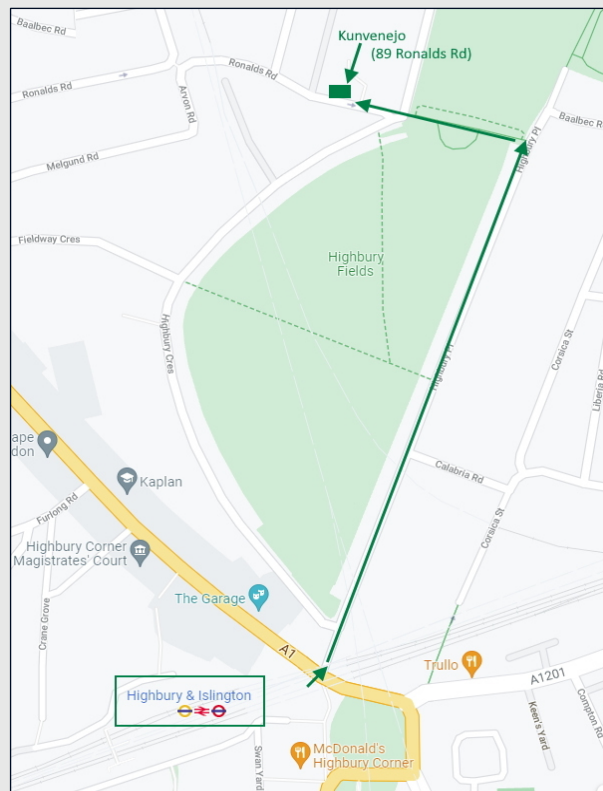 Baalbec Rd
Kunvenejo
(89 Ronalds Rd)
Ronalds Rd
Ronalds Rd
Arvon Rd
Baalbec R
Highbury Pl
Melgund Rd
Fieldway Cres
Highbury
Fields
Highbury Cres
Highbury Pl
Corsica St
Liberia Rd
ape
don
Kaplan
Calabria Rd
Furlong Rd
Corsica St
Highbury Corner
Magistrates' Court
The Garage
Crane Grove
A1
Trullo
A1201
Highbury & Islington
Keen's Yard
Compton Rd
Swan Yard
McDonald's
Highbury Corner